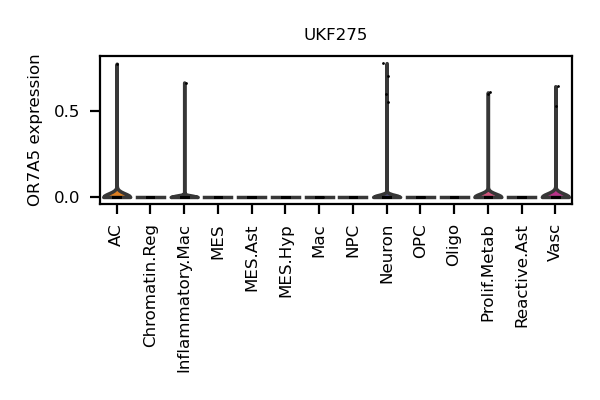 UKF275
OR7A5 expression
0.5
0.0
AC
Chromatin.Reg
Inflammatory.Mac
MES
MES.Ast
MES.Hyp
Mac
NPC
Neuron
OPC
Oligo
Prolif.Metab
Reactive.Ast
Vasc